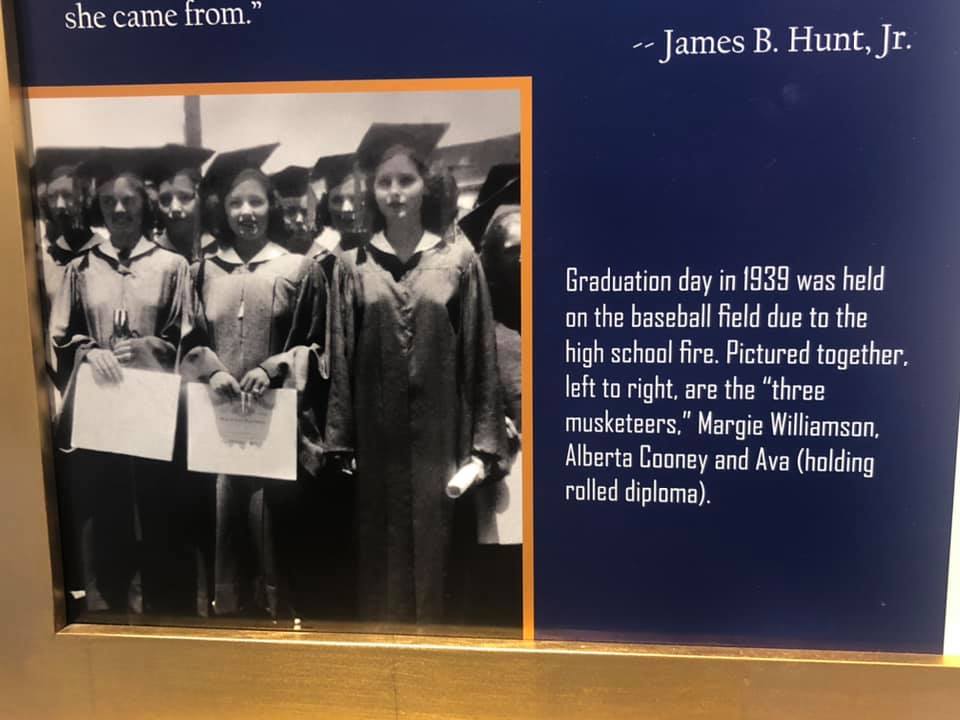 she came from.”
-- James B. Hunt, Jr.
Graduation day in 1939 was held
on the baseball field due to the
high school fire. Pictured together,
left to right, are the “three
musketeers,” Margie Williamson,
Alberta Cooney and Ava (holding
rolled diploma).